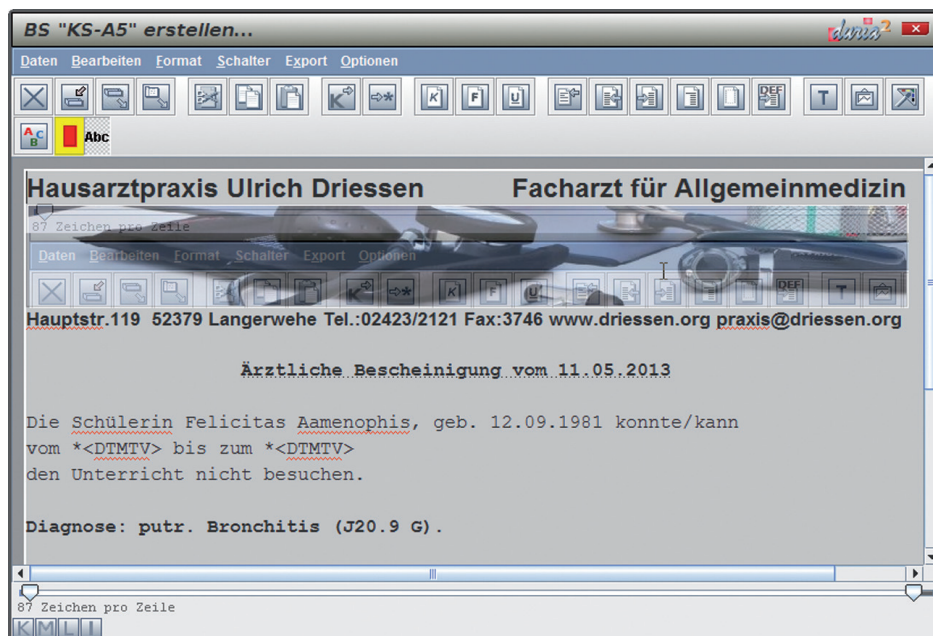 BS "KS-A5" erstellen...
duria2
Daten Bearbeiten Format Schalter Export Optionen
K K F U DEF T
A B C Abc
Hausarztpraxis Ulrich Driessen Facharzt für Allgemeinmedizin
87 Zeichen pro Zeile
Daten Bearbeiten Format Schalter Export Optionen
K K F U DEF T
Hauptstr.119 52379 Langerwehe Tel.:02423/2121 Fax:3746 www.driessen.org praxis@driessen.org
Ärztliche Bescheinigung vom 11.05.2013
Die Schülerin Felicitas Aamenophis, geb. 12.09.1981 konnte/kann
vom *<DTMTV> bis zum *<DTMTV>
den Unterricht nicht besuchen.
Diagnose: putr. Bronchitis (J20.9 G).
87 Zeichen pro Zeile
K M L I